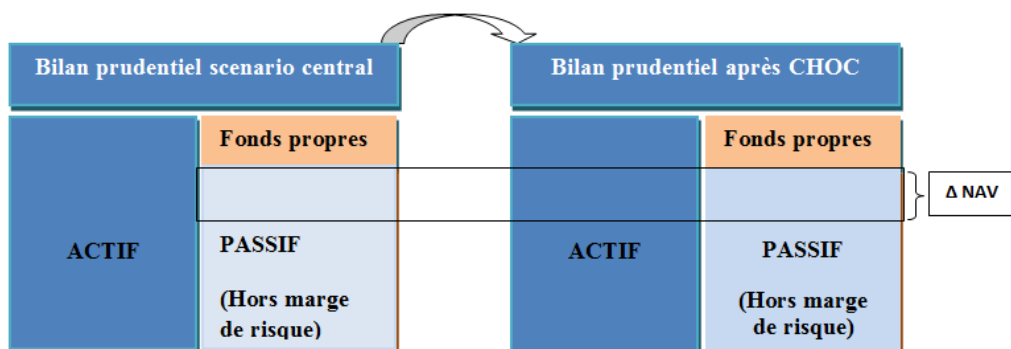 Bilan prudentiel scenario central
Bilan prudentiel après CHOC
ACTIF
Fonds propres
PASSIF
(Hors marge
de risque)
ACTIF
Fonds propres
PASSIF
(Hors marge
de risque)
Δ NAV